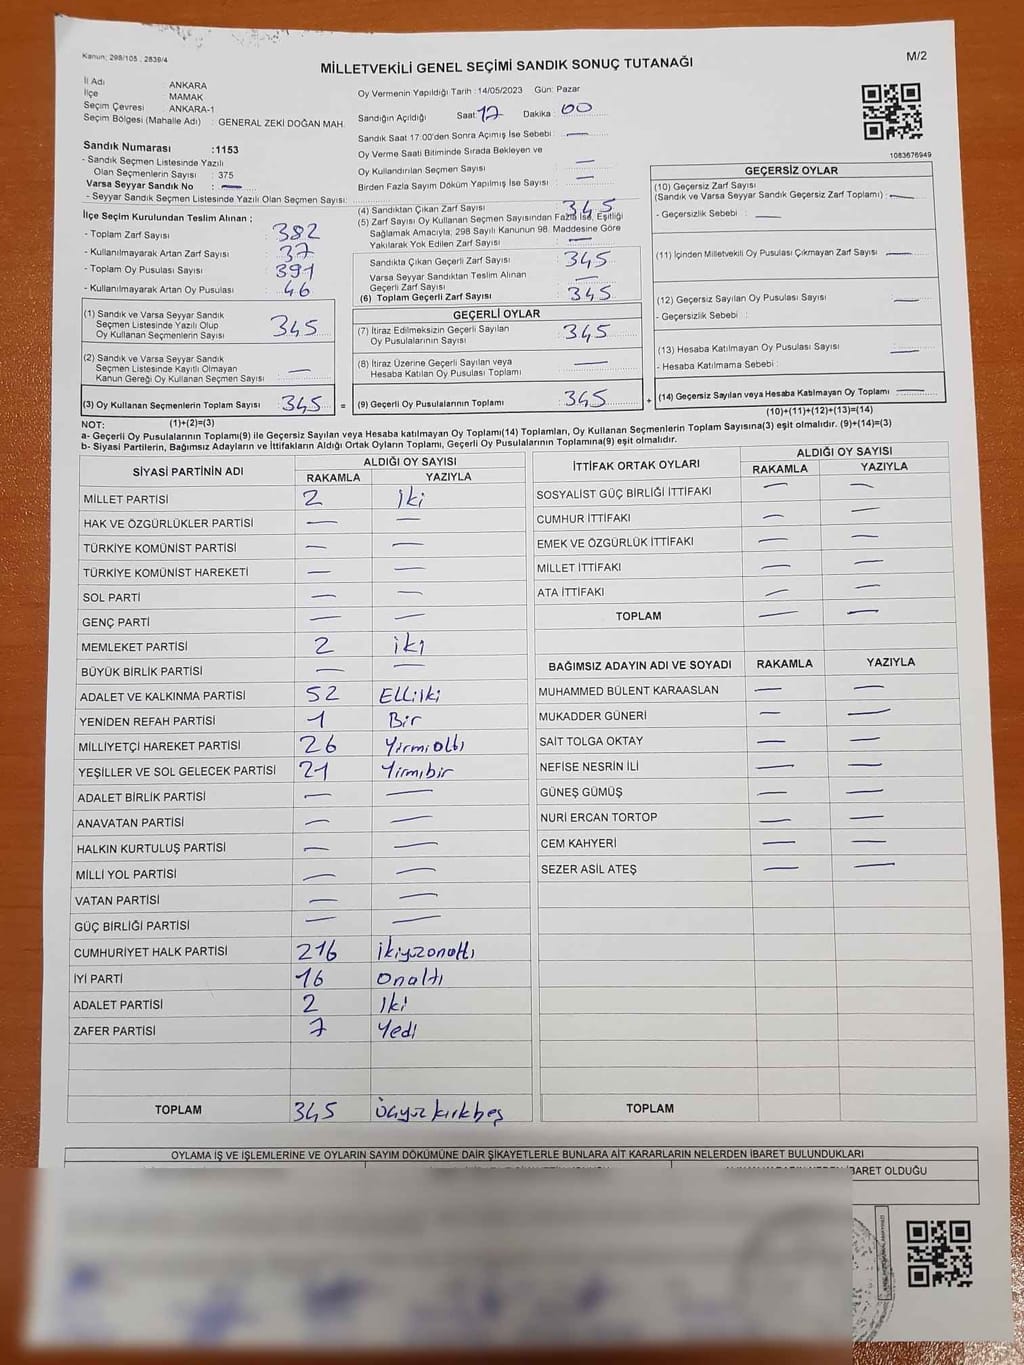 Kanun: 298/105 , 2839/4
M/2
MİLLETVEKİLİ GENEL SEÇİMİ SANDIK SONUÇ TUTANAĞI
İl Adı : ANKARA
İlçe : MAMAK
Seçim Çevresi : ANKARA-1
Seçim Bölgesi (Mahalle Adı) : GENERAL ZEKİ DOĞAN MAH.
Sandık Numarası :1153
- Sandık Seçmen Listesinde Yazılı
Olan Seçmenlerin Sayısı : 375
Varsa Seyyar Sandık No : —
- Seyyar Sandık Seçmen Listesinde Yazılı Olan Seçmen Sayısı:
Oy Vermenin Yapıldığı Tarih : 14/05/2023 Gün: Pazar
Sandığın Açıldığı Saat: 17 Dakika: 00
Sandık Saat 17:00'den Sonra Açılmış İse Sebebi : —
Oy Verme Saati Bitiminde Sırada Bekleyen ve
Oy Kullandırılan Seçmen Sayısı : —
Birden Fazla Sayım Döküm Yapılmış İse Sayısı : —
1083676949
İlçe Seçim Kurulundan Teslim Alınan ;
- Toplam Zarf Sayısı : 382
- Kullanılmayarak Artan Zarf Sayısı : 37
- Toplam Oy Pusulası Sayısı : 391
- Kullanılmayarak Artan Oy Pusulası : 46
(1) Sandık ve Varsa Seyyar Sandık
Seçmen Listesinde Yazılı Olup
Oy Kullanan Seçmenlerin Sayısı : 345
(2) Sandık ve Varsa Seyyar Sandık
Seçmen Listesinde Kayıtlı Olmayan
Kanun Gereği Oy Kullanan Seçmen Sayısı : —
(3) Oy Kullanan Seçmenlerin Toplam Sayısı : 345 =
(4) Sandıktan Çıkan Zarf Sayısı : 345
(5) Zarf Sayısı Oy Kullanan Seçmen Sayısından Fazla İse, Eşitliği
Sağlamak Amacıyla; 298 Sayılı Kanunun 98. Maddesine Göre
Yakılarak Yok Edilen Zarf Sayısı : —
Sandıkta Çıkan Geçerli Zarf Sayısı : 345
Varsa Seyyar Sandıktan Teslim Alınan
Geçerli Zarf Sayısı : —
(6) Toplam Geçerli Zarf Sayısı : 345
GEÇERLİ OYLAR
(7) İtiraz Edilmeksizin Geçerli Sayılan
Oy Pusulalarının Sayısı : 345
(8) İtiraz Üzerine Geçerli Sayılan veya
Hesaba Katılan Oy Pusulası Toplamı : —
(9) Geçerli Oy Pusulalarının Toplamı : 345 +
GEÇERSİZ OYLAR
(10) Geçersiz Zarf Sayısı
(Sandık ve Varsa Seyyar Sandık Geçersiz Zarf Toplamı) : —
- Geçersizlik Sebebi : —
(11) İçinden Milletvekili Oy Pusulası Çıkmayan Zarf Sayısı : —
(12) Geçersiz Sayılan Oy Pusulası Sayısı : —
- Geçersizlik Sebebi :
(13) Hesaba Katılmayan Oy Pusulası Sayısı : —
- Hesaba Katılmama Sebebi :
(14) Geçersiz Sayılan veya Hesaba Katılmayan Oy Toplamı : —
(10)+(11)+(12)+(13)=(14)
NOT: (1)+(2)=(3)
a- Geçerli Oy Pusulalarının Toplamı(9) ile Geçersiz Sayılan veya Hesaba katılmayan Oy Toplamı(14) Toplamları, Oy Kullanan Seçmenlerin Toplam Sayısına(3) eşit olmalıdır. (9)+(14)=(3)
b- Siyasi Partilerin, Bağımsız Adayların ve İttifakların Aldığı Ortak Oyların Toplamı, Geçerli Oy Pusulalarının Toplamına(9) eşit olmalıdır.
SİYASİ PARTİNİN ADI ALDIĞI OY SAYISI
RAKAMLA YAZIYLA
MİLLET PARTİSİ 2 iki
HAK VE ÖZGÜRLÜKLER PARTİSİ — —
TÜRKİYE KOMÜNİST PARTİSİ — —
TÜRKİYE KOMÜNİST HAREKETİ — —
SOL PARTİ — —
GENÇ PARTİ — —
MEMLEKET PARTİSİ 2 iki
BÜYÜK BİRLİK PARTİSİ — —
ADALET VE KALKINMA PARTİSİ 52 Elliiki
YENİDEN REFAH PARTİSİ 1 Bir
MİLLİYETÇİ HAREKET PARTİSİ 26 Yirmialtı
YEŞİLLER VE SOL GELECEK PARTİSİ 21 Yirmibir
ADALET BİRLİK PARTİSİ — —
ANAVATAN PARTİSİ — —
HALKIN KURTULUŞ PARTİSİ — —
MİLLİ YOL PARTİSİ — —
VATAN PARTİSİ — —
GÜÇ BİRLİĞİ PARTİSİ — —
CUMHURİYET HALK PARTİSİ 216 ikiyüzonaltı
İYİ PARTİ 16 Onaltı
ADALET PARTİSİ 2 iki
ZAFER PARTİSİ 7 Yedi
TOPLAM 345 Üçyüzkırkbeş
İTTİFAK ORTAK OYLARI ALDIĞI OY SAYISI
RAKAMLA YAZIYLA
SOSYALİST GÜÇ BİRLİĞİ İTTİFAKI — —
CUMHUR İTTİFAKI — —
EMEK VE ÖZGÜRLÜK İTTİFAKI — —
MİLLET İTTİFAKI — —
ATA İTTİFAKI — —
TOPLAM — —
BAĞIMSIZ ADAYIN ADI VE SOYADI RAKAMLA YAZIYLA
MUHAMMED BÜLENT KARAASLAN — —
MUKADDER GÜNERİ — —
SAİT TOLGA OKTAY — —
NEFİSE NESRİN İLİ — —
GÜNEŞ GÜMÜŞ — —
NURİ ERCAN TORTOP — —
CEM KAHYERİ — —
SEZER ASİL ATEŞ — —
TOPLAM
OYLAMA İŞ VE İŞLEMLERİNE VE OYLARIN SAYIM DÖKÜMÜNE DAİR ŞİKAYETLERLE BUNLARA AİT KARARLARIN NELERDEN İBARET BULUNDUKLARI
İBARET OLDUĞU